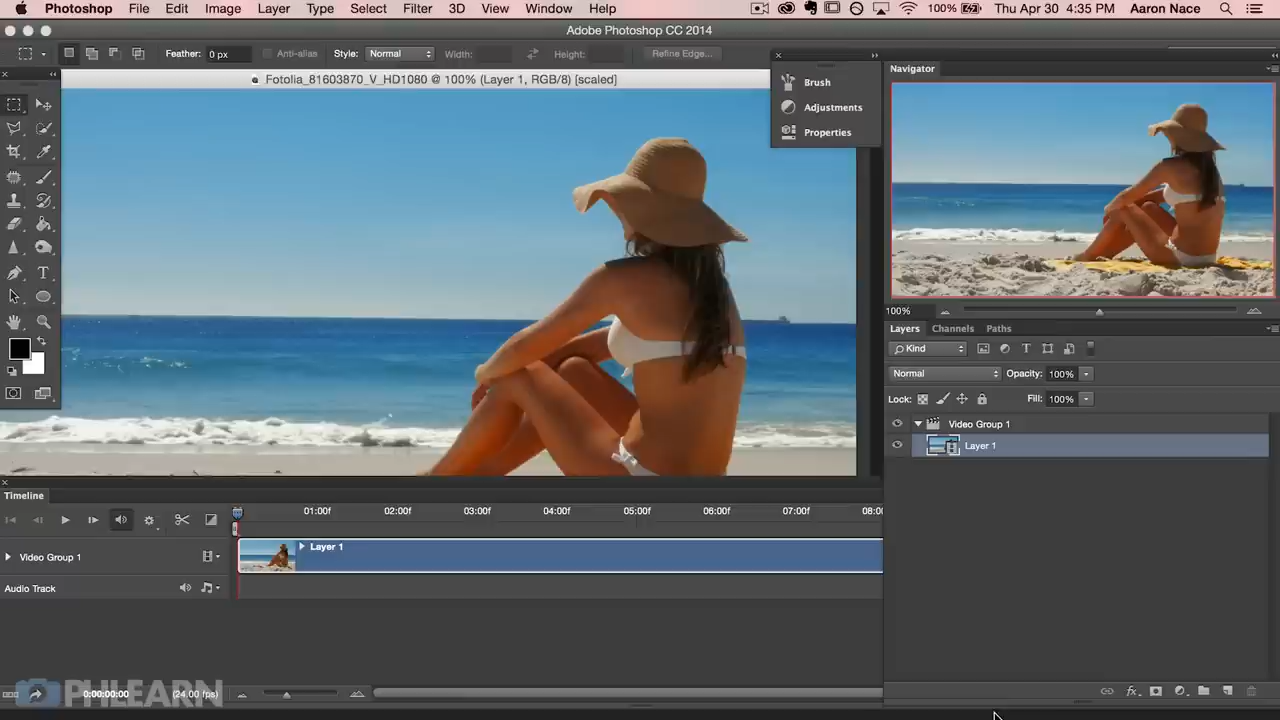 Photoshop File Edit Image Layer Type Select Filter 3D View Window Help 100% Thu Apr 30 4:35 PM Aaron Nace
Adobe Photoshop CC 2014
Feather: 0 px Anti-alias Style: Normal Width: Height: Refine Edge...
Fotolia_81603870_V_HD1080 @ 100% (Layer 1, RGB/8) [scaled]
Brush
Adjustments
Properties
Navigator
100%
Layers Channels Paths
Kind
Normal Opacity: 100%
Lock: Fill: 100%
Video Group 1
Layer 1
Timeline
01:00f 02:00f 03:00f 04:00f 05:00f 06:00f 07:00f 08:00
Video Group 1
Layer 1
Audio Track
0:00:00:00 (24.00 fps)
PHLEARN